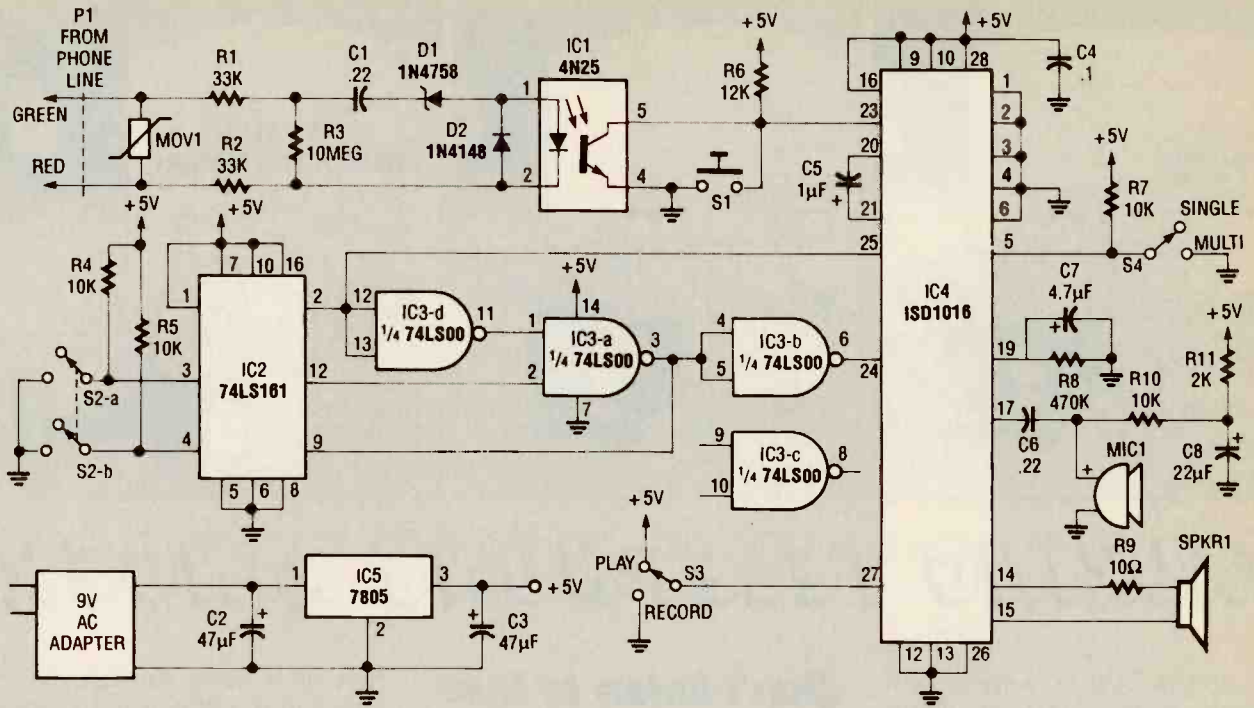 P1
FROM
PHONE
LINE
GREEN
RED
MOV1
R1
33K
R2
33K
R3
10MEG
C1
.22
D1
1N4758
D2
1N4148
IC1
4N25
1
2
5
4
+5V
R6
12K
S1
+5V
9
10
28
16
23
20
21
25
24
27
12
13
26
IC4
ISD1016
1
2
3
4
6
5
19
17
14
15
C4
.1
C5
1µF
+
+5V
R7
10K
SINGLE
MULTI
S4
C7
4.7µF
+
R8
470K
+5V
R11
2K
R10
10K
C6
.22
MIC1
+
C8
22µF
+
R9
10Ω
SPKR1
+5V
+5V
R4
10K
R5
10K
S2-a
S2-b
7
10
16
1
2
3
12
4
9
5
6
8
IC2
74LS161
12
13
IC3-d
1/4 74LS00
11
+5V
14
1
2
IC3-a
1/4 74LS00
3
7
4
5
IC3-b
1/4 74LS00
6
9
10
IC3-c
1/4 74LS00
8
+5V
PLAY
S3
RECORD
9V
AC
ADAPTER
C2
47µF
+
1
IC5
7805
3
2
+
C3
47µF
+5V